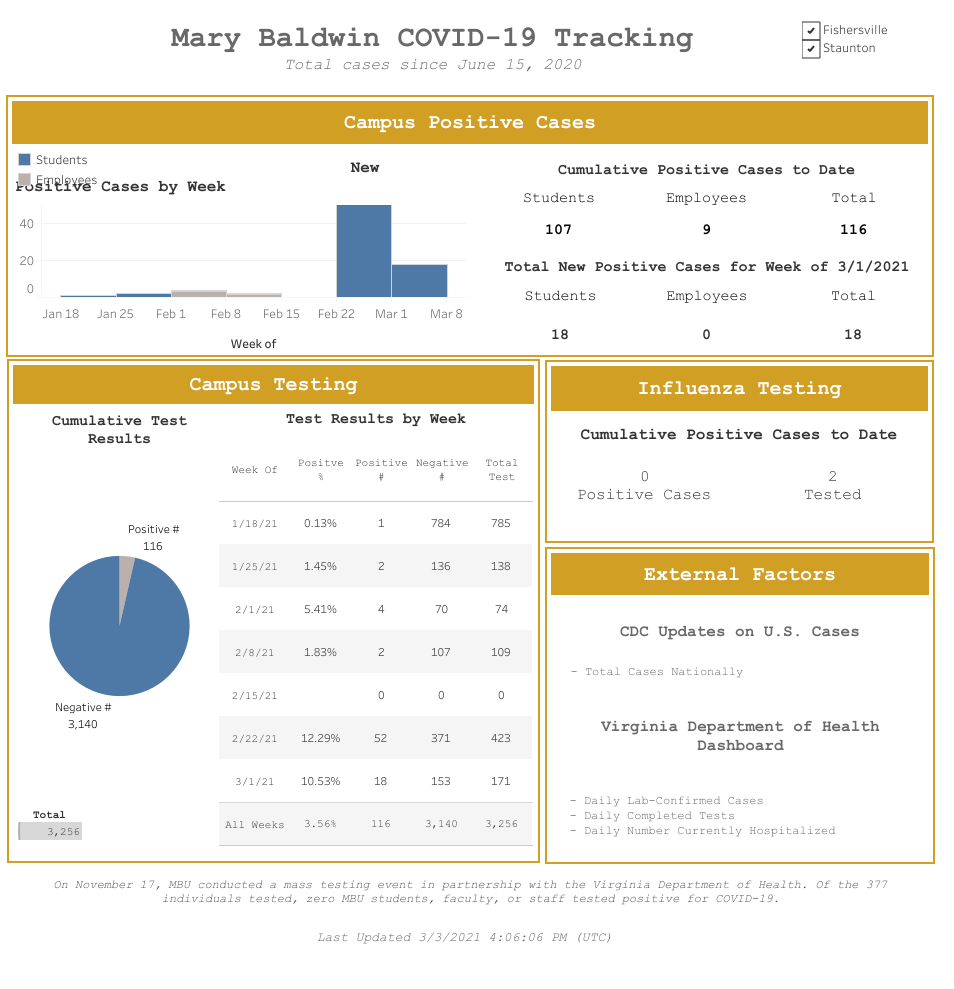 Mary Baldwin COVID-19 Tracking
Total cases since June 15, 2020
Fishersville
Staunton
Campus Positive Cases
Students
Employees
New
Positive Cases by Week
40
20
0
Jan 18 Jan 25 Feb 1 Feb 8 Feb 15 Feb 22 Mar 1 Mar 8
Week of
Cumulative Positive Cases to Date
Students Employees Total
107 9 116
Total New Positive Cases for Week of 3/1/2021
Students Employees Total
18 0 18
Campus Testing
Cumulative Test
Results
Positive #
116
Negative #
3,140
Total
3,256
Test Results by Week
Week Of Positve % Positive # Negative # Total Test
1/18/21 0.13% 1 784 785
1/25/21 1.45% 2 136 138
2/1/21 5.41% 4 70 74
2/8/21 1.83% 2 107 109
2/15/21 0 0 0
2/22/21 12.29% 52 371 423
3/1/21 10.53% 18 153 171
All Weeks 3.56% 116 3,140 3,256
Influenza Testing
Cumulative Positive Cases to Date
0 2
Positive Cases Tested
External Factors
CDC Updates on U.S. Cases
- Total Cases Nationally
Virginia Department of Health
Dashboard
- Daily Lab-Confirmed Cases
- Daily Completed Tests
- Daily Number Currently Hospitalized
On November 17, MBU conducted a mass testing event in partnership with the Virginia Department of Health. Of the 377
individuals tested, zero MBU students, faculty, or staff tested positive for COVID-19.
Last Updated 3/3/2021 4:06:06 PM (UTC)